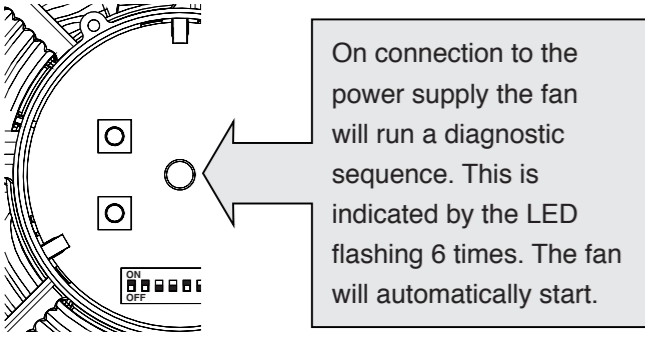 On connection to the
power supply the fan
will run a diagnostic
sequence. This is
indicated by the LED
flashing 6 times. The fan
will automatically start.
ON
OFF